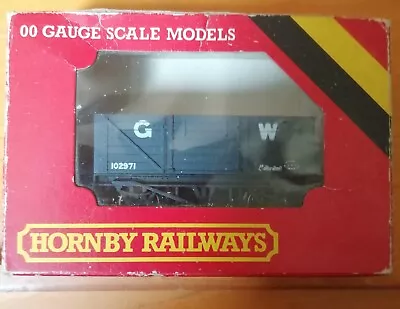 00 GAUGE SCALE MODELS
G W
102971
HORNBY RAILWAYS